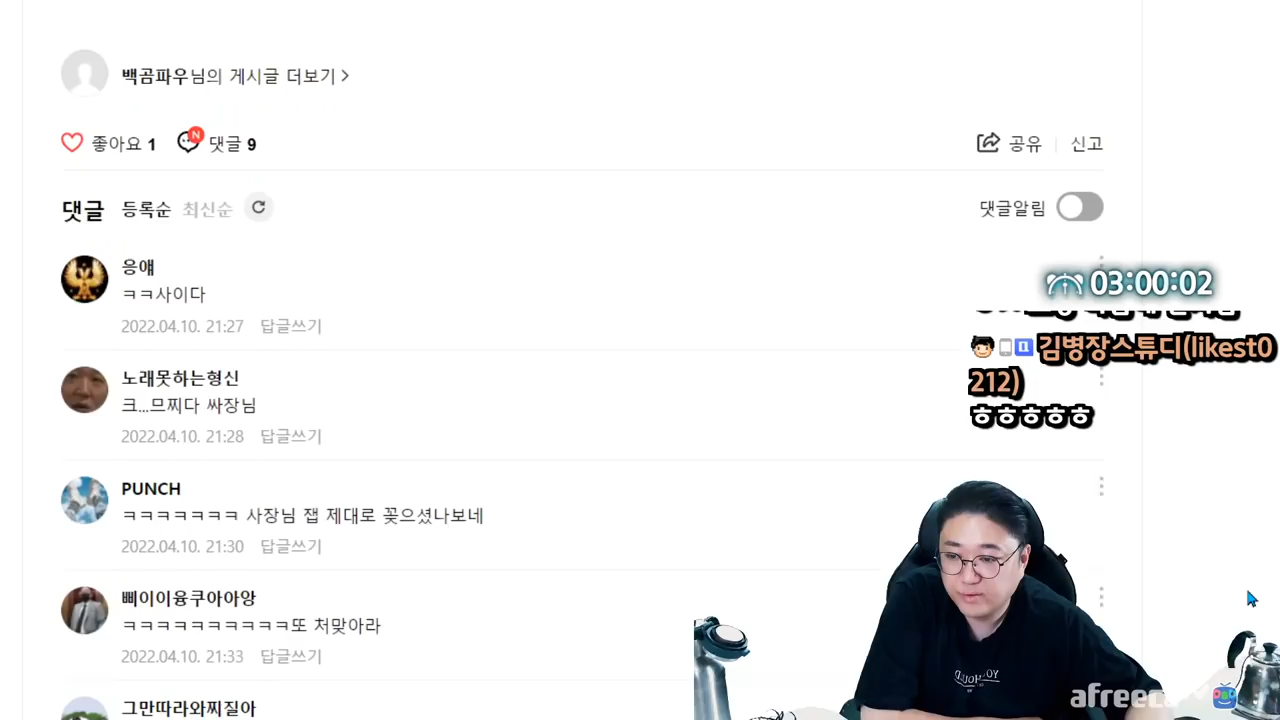 백곰파우님의 게시글 더보기 >
좋아요 1 N 댓글 9
공유 신고
댓글 등록순 최신순
댓글알림
응얘
ㅋㅋ사이다
2022.04.10. 21:27 답글쓰기
03:00:02
김병장스튜디(likest0
212)
ㅎㅎㅎㅎㅎ
노래못하는형신
크...므찌다 싸장님
2022.04.10. 21:28 답글쓰기
PUNCH
ㅋㅋㅋㅋㅋㅋㅋ 사장님 잽 제대로 꽂으셨나보네
2022.04.10. 21:30 답글쓰기
삐이이융쿠아아앙
ㅋㅋㅋㅋㅋㅋㅋㅋㅋㅋ또 처맞아라
2022.04.10. 21:33 답글쓰기
그만따라와찌질아